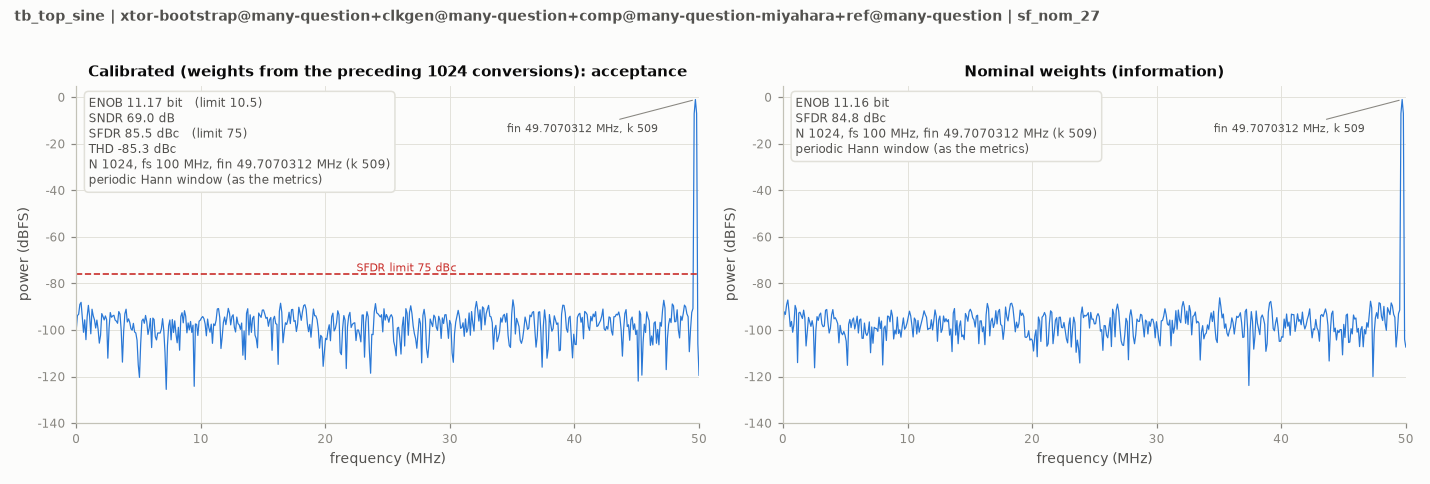 tb_top_sine | xtor-bootstrap@many-question+clkgen@many-question+comp@many-question-miyahara+ref@many-question | sf_nom_27
Calibrated (weights from the preceding 1024 conversions): acceptance
ENOB 11.17 bit (limit 10.5)
SNDR 69.0 dB
SFDR 85.5 dBc (limit 75)
THD -85.3 dBc
N 1024, fs 100 MHz, fin 49.7070312 MHz (k 509)
periodic Hann window (as the metrics)
fin 49.7070312 MHz, k 509
SFDR limit 75 dBc
power (dBFS)
0
-20
-40
-60
-80
-100
-120
-140
0 10 20 30 40 50
frequency (MHz)
Nominal weights (information)
ENOB 11.16 bit
SFDR 84.8 dBc
N 1024, fs 100 MHz, fin 49.7070312 MHz (k 509)
periodic Hann window (as the metrics)
fin 49.7070312 MHz, k 509
power (dBFS)
0
-20
-40
-60
-80
-100
-120
-140
0 10 20 30 40 50
frequency (MHz)